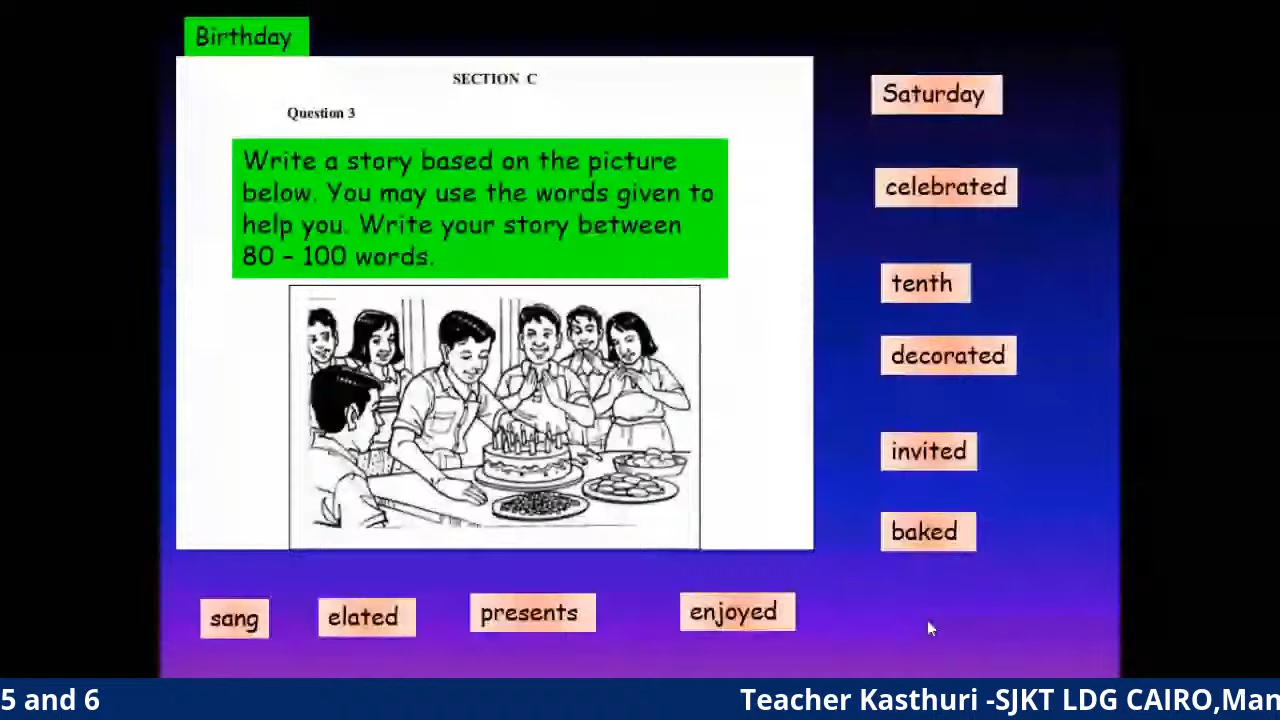 Birthday
SECTION C
Question 3
Write a story based on the picture
below. You may use the words given to
help you. Write your story between
80 – 100 words.
Saturday
celebrated
tenth
decorated
invited
baked
sang
elated
presents
enjoyed
5 and 6
Teacher Kasthuri -SJKT LDG CAIRO,Man